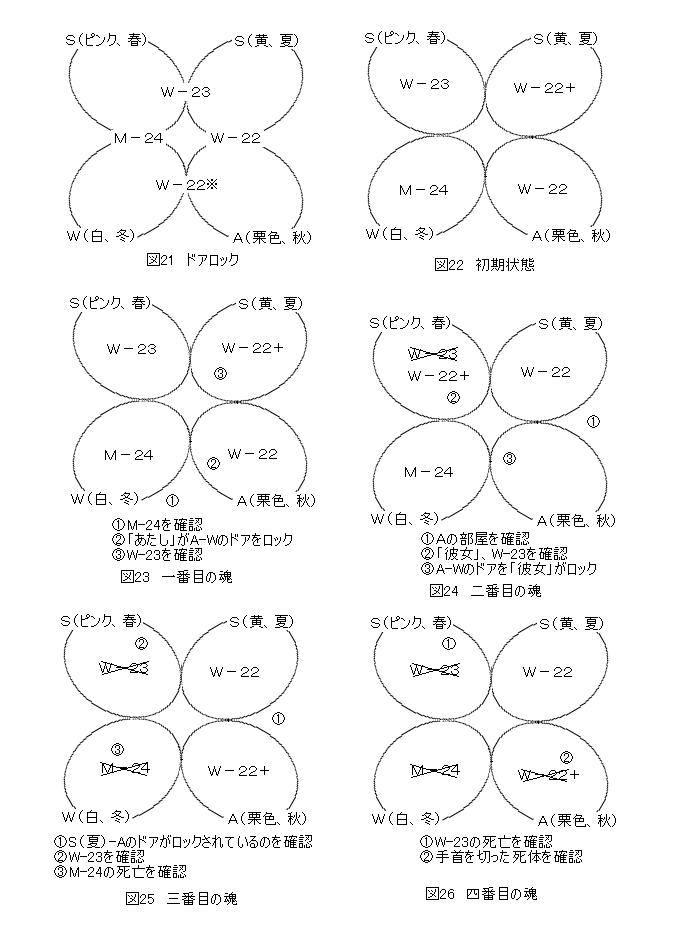 S(ピンク、春)
S(黄、夏)
W－23
M－24
W－22
W－22※
W(白、冬)
A(栗色、秋)
図21 ドアロック
S(ピンク、春)
S(黄、夏)
W－23
W－22+
M－24
W－22
W(白、冬)
A(栗色、秋)
図22 初期状態
S(ピンク、春)
S(黄、夏)
W－23
W－22+
③
M－24
W－22
②
W(白、冬)
①
A(栗色、秋)
①M-24を確認
②「あたし」がA-Wのドアをロック
③W-23を確認
図23 一番目の魂
S(ピンク、春)
S(黄、夏)
W－23
W－22+
W－22
②
①
③
M－24
W(白、冬)
A(栗色、秋)
①Aの部屋を確認
②「彼女」、W-23を確認
③A-Wのドアを「彼女」がロック
図24 二番目の魂
S(ピンク、春)
S(黄、夏)
②
W－23
W－22
①
③
M－24
W－22+
W(白、冬)
A(栗色、秋)
①S(夏)-Aのドアがロックされているのを確認
②W-23を確認
③M-24の死亡を確認
図25 三番目の魂
S(ピンク、春)
S(黄、夏)
①
W－23
W－22
②
M－24
W－22+
W(白、冬)
A(栗色、秋)
①W-23の死亡を確認
②手首を切った死体を確認
図26 四番目の魂